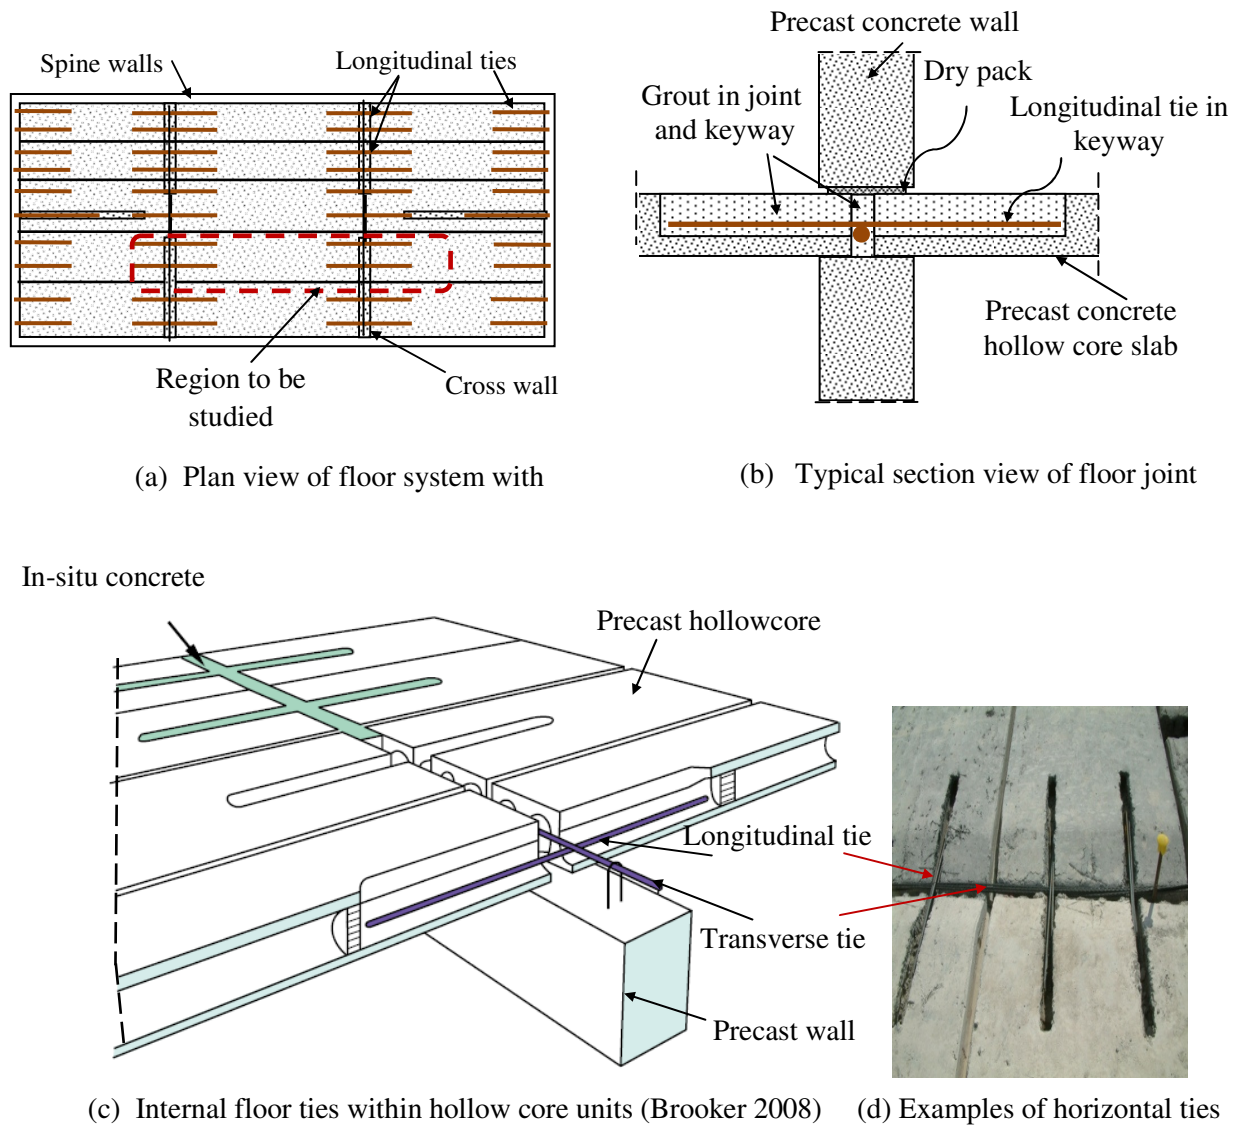 Spine walls
Longitudinal ties
Region to be
studied
Cross wall
(a) Plan view of floor system with
Precast concrete wall
Dry pack
Grout in joint
and keyway
Longitudinal tie in
keyway
Precast concrete
hollow core slab
(b) Typical section view of floor joint
In-situ concrete
Precast hollowcore
Longitudinal tie
Transverse tie
Precast wall
(c) Internal floor ties within hollow core units (Brooker 2008)
(d) Examples of horizontal ties